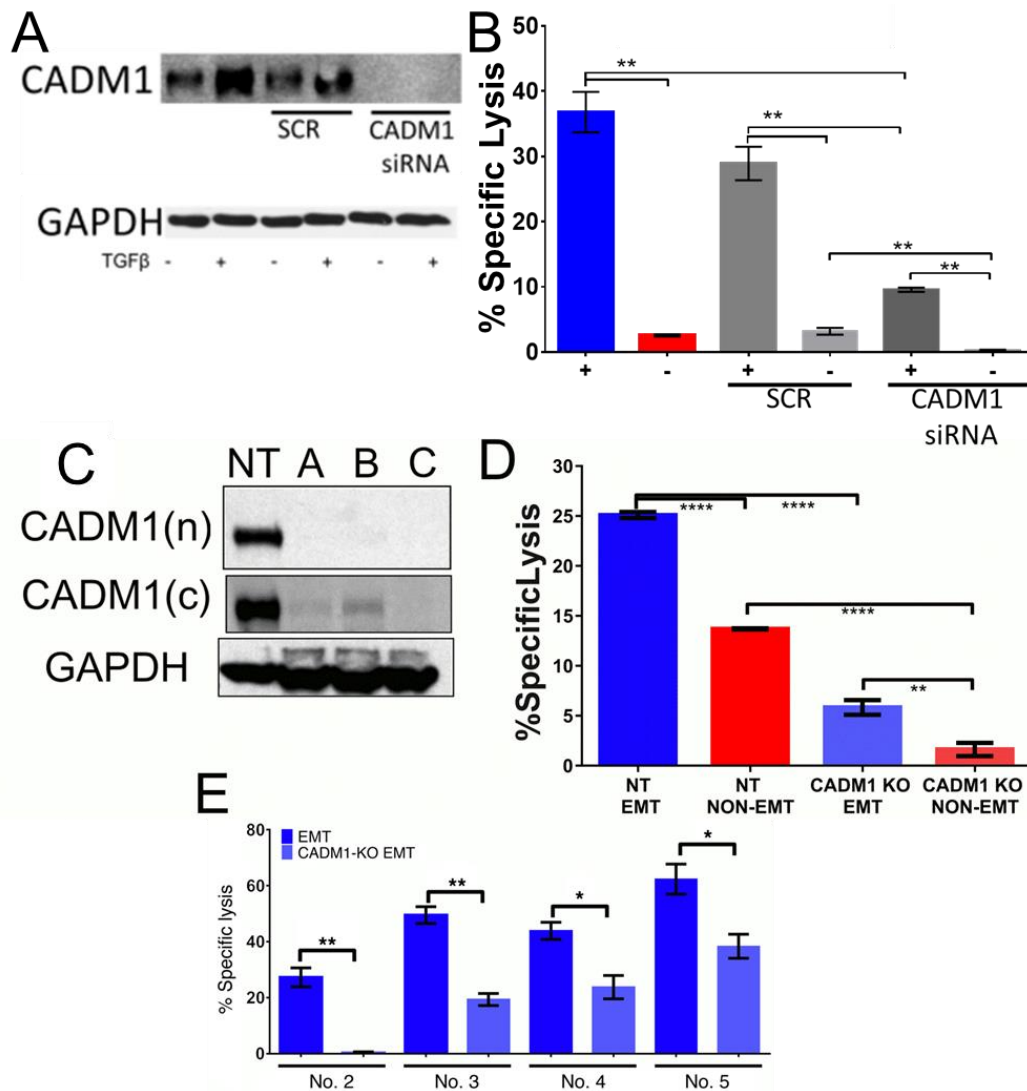 A
CADM1
SCR
CADM1
siRNA
GAPDH
TGFβ - + - + - +
B
% Specific Lysis
50
40
30
20
10
0
**
**
**
**
+ - + - + -
SCR
CADM1
siRNA
C
NT A B C
CADM1(n)
CADM1(c)
GAPDH
D
%SpecificLysis
25
20
15
10
5
0
**** ****
****
**
NT
EMT
NT
NON-EMT
CADM1 KO
EMT
CADM1 KO
NON-EMT
E
% Specific lysis
80
60
40
20
0
EMT
CADM1-KO EMT
**
**
*
*
No. 2 No. 3 No. 4 No. 5